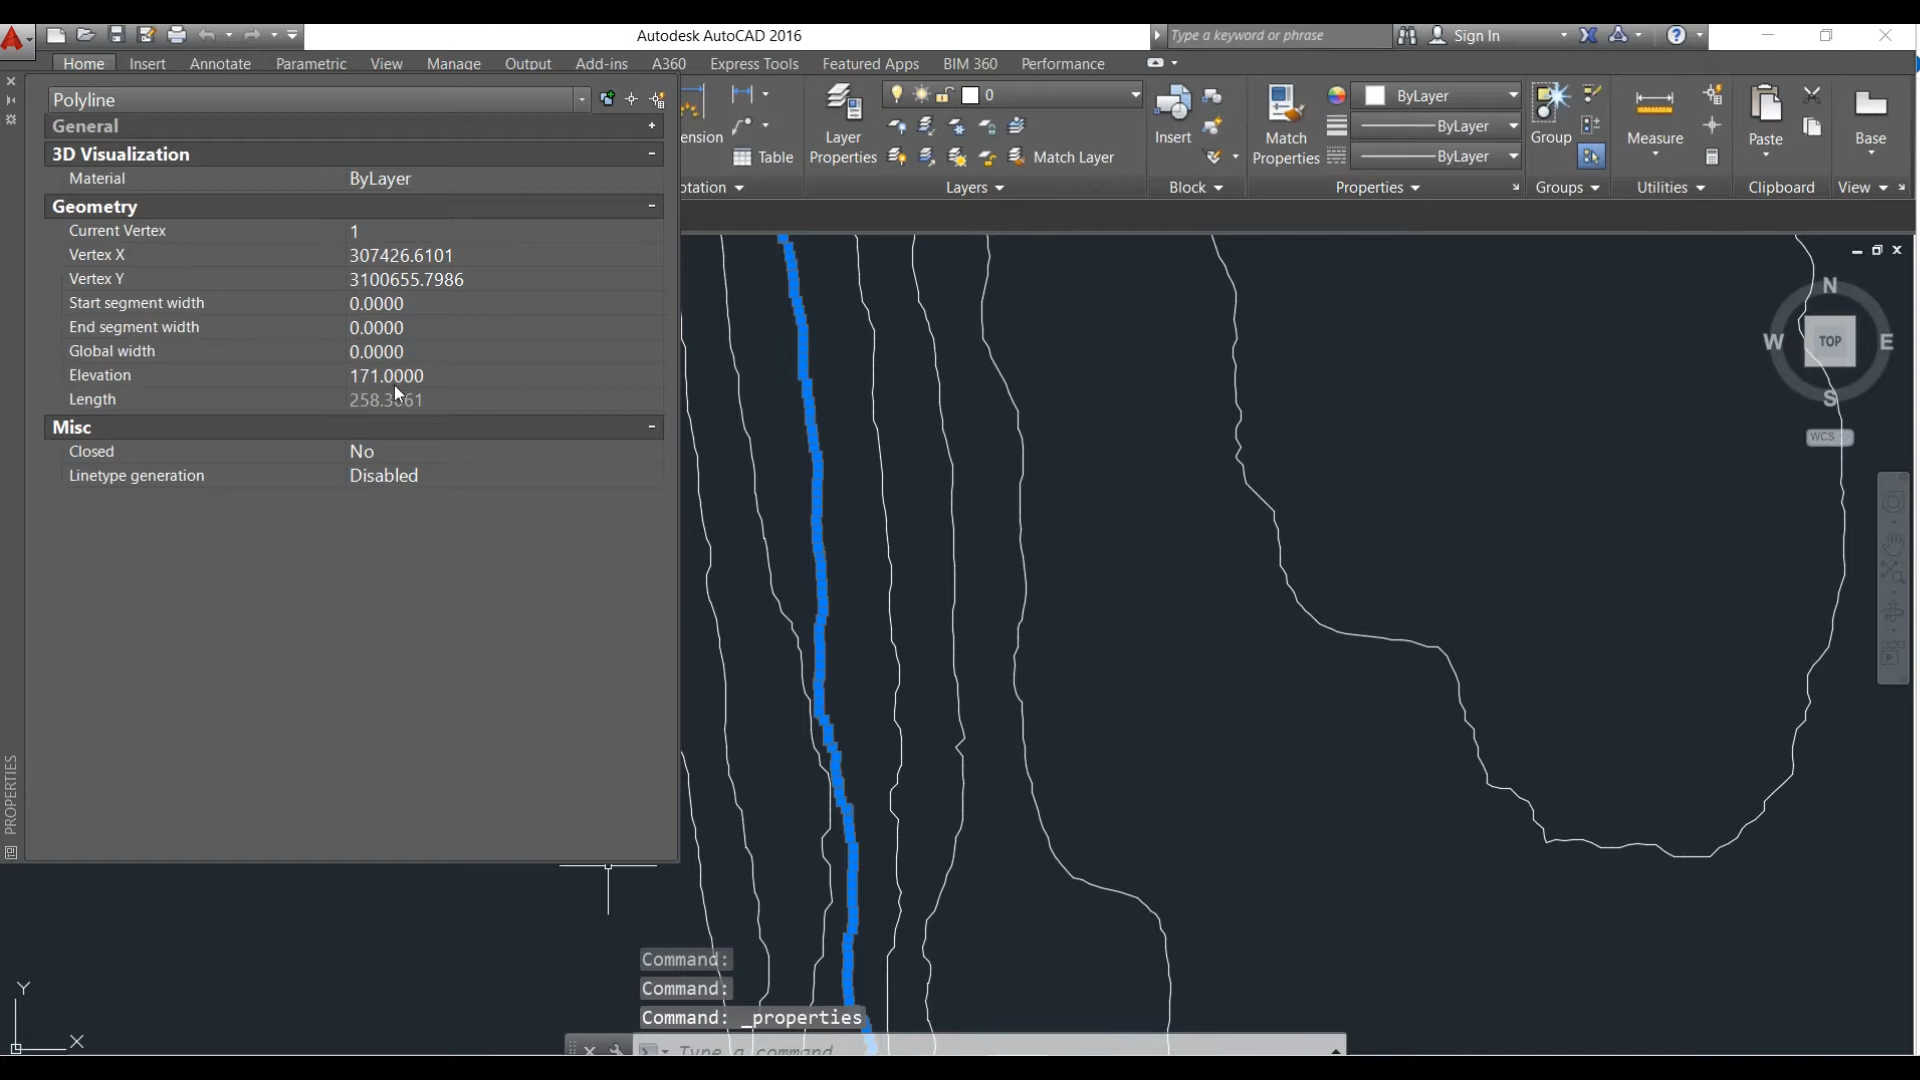 Autodesk AutoCAD 2016
Type a keyword or phrase
Sign In
Home Insert Annotate Parametric View Manage Output Add-ins A360 Express Tools Featured Apps BIM 360 Performance
Polyline
General
3D Visualization
Material ByLayer
Geometry
Current Vertex 1
Vertex X 307426.6101
Vertex Y 3100655.7986
Start segment width 0.0000
End segment width 0.0000
Global width 0.0000
Elevation 171.0000
Length
Misc
Closed No
Linetype generation Disabled
PROPERTIES
ension
Table
otation
Layer Properties
0
Match Layer
Layers
Insert
Block
Match Properties
ByLayer
ByLayer
ByLayer
Properties
Group
Groups
Measure
Utilities
Paste
Clipboard
Base
View
N
W TOP E
S
WCS
Y
X
Command:
Command:
Command: _properties
Type a command